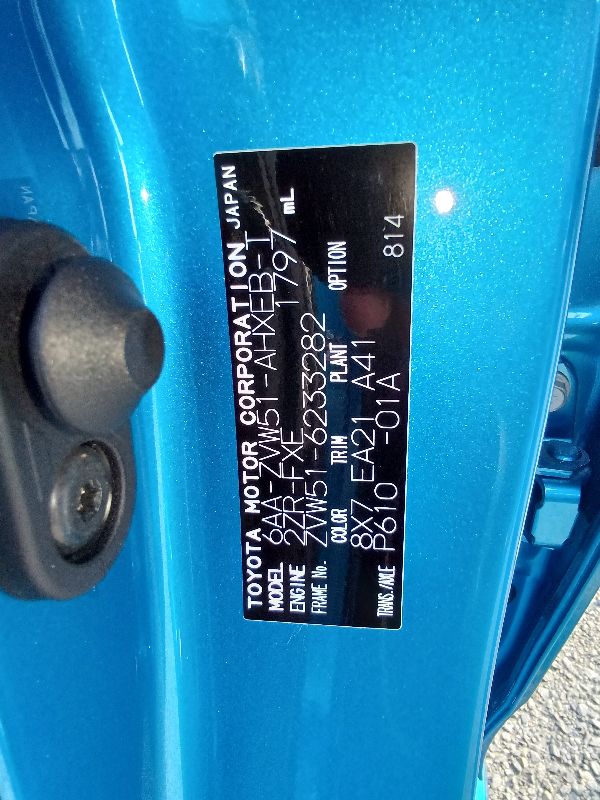 TOYOTA MOTOR CORPORATION JAPAN
MODEL 6AA-ZVW51-AHXEB-T
ENGINE 2ZR-FXE 1797 mL
FRAME No. ZVW51-6233282
COLOR TRIM PLANT OPTION
8X7 EA21 A41
P610 -01A 814
TRANS./AXLE